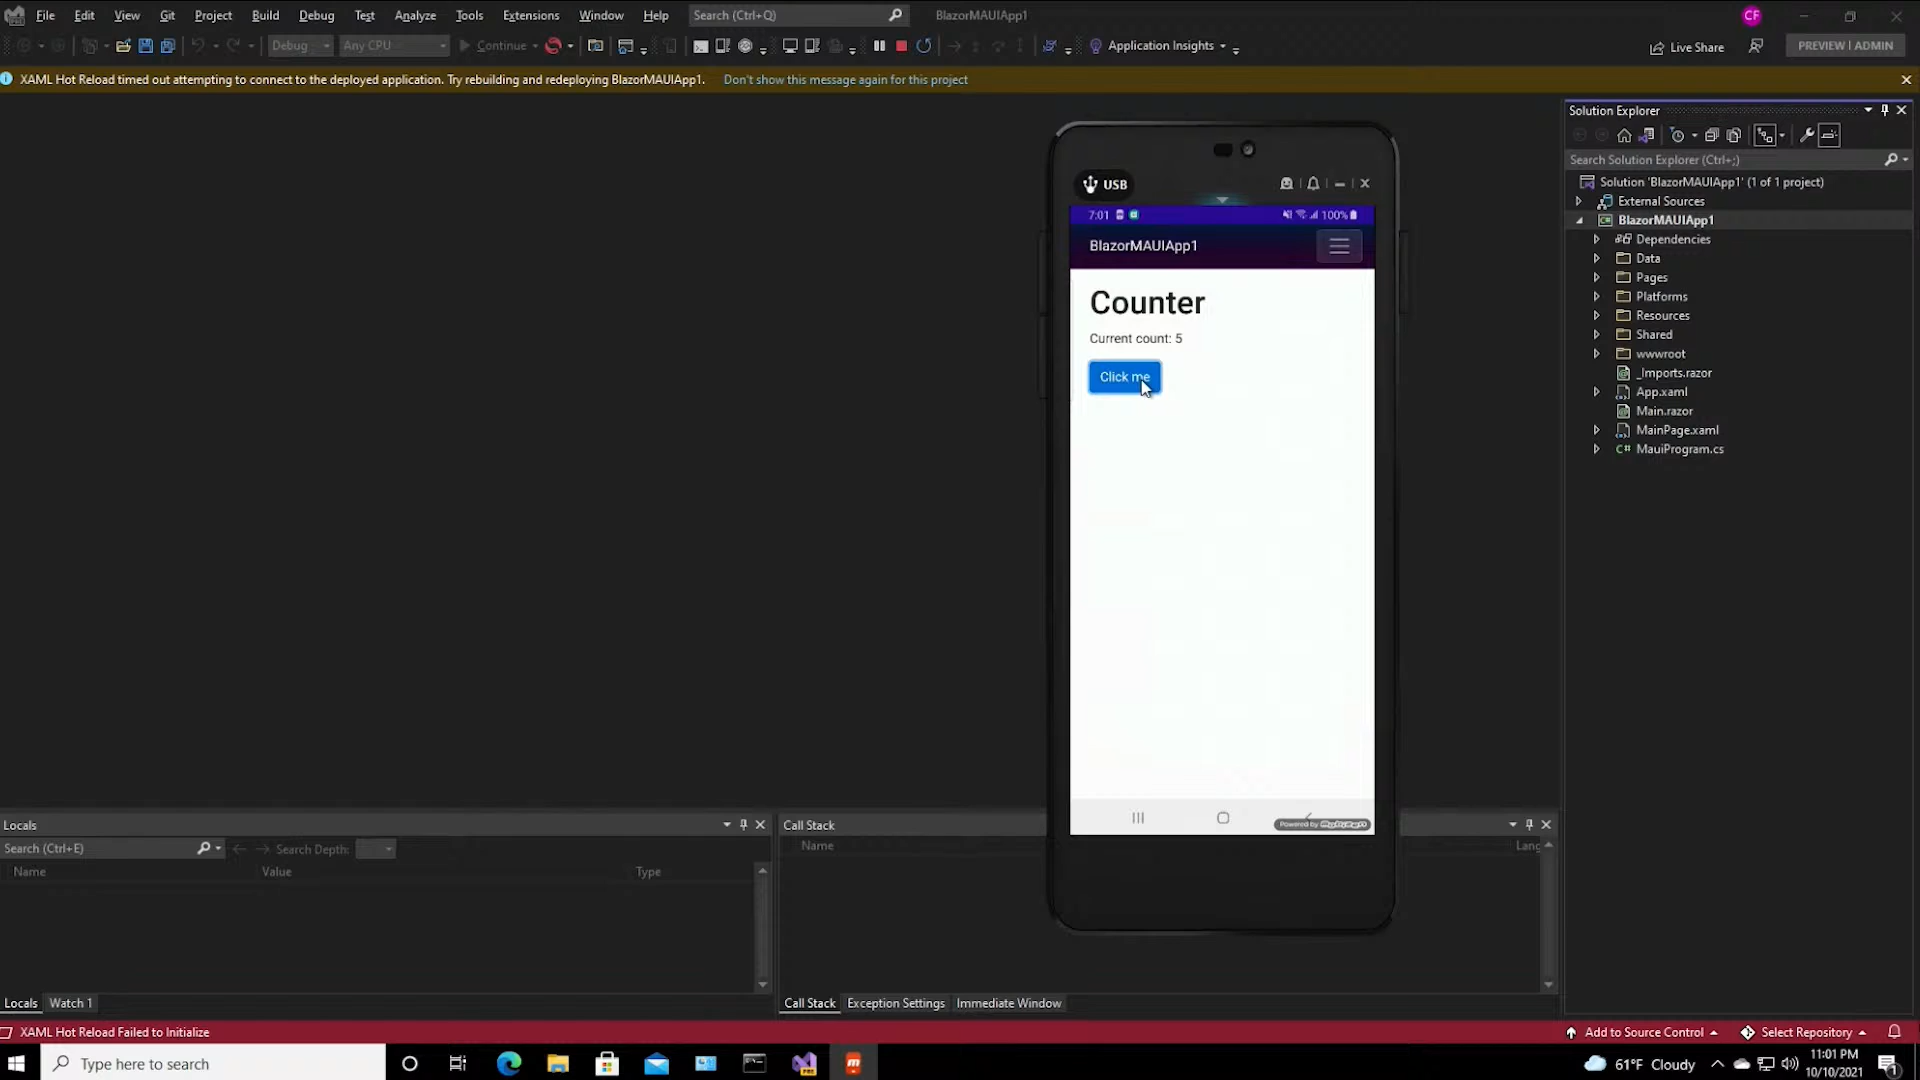 File Edit View Git Project Build Debug Test Analyze Tools Extensions Window Help Search (Ctrl+Q) BlazorMAUIApp1 CF
Debug Any CPU Continue Application Insights Live Share PREVIEW | ADMIN
XAML Hot Reload timed out attempting to connect to the deployed application. Try rebuilding and redeploying BlazorMAUIApp1. Don't show this message again for this project
Solution Explorer
Search Solution Explorer (Ctrl+;)
Solution 'BlazorMAUIApp1' (1 of 1 project)
External Sources
BlazorMAUIApp1
Dependencies
Data
Pages
Platforms
Resources
Shared
wwwroot
_Imports.razor
App.xaml
Main.razor
MainPage.xaml
C# MauiProgram.cs
USB
7:01 100%
BlazorMAUIApp1
Counter
Current count: 5
Click me
Powered by
Locals
Search (Ctrl+E) Search Depth:
Name Value Type
Locals Watch 1
Call Stack
Name Lang
Call Stack Exception Settings Immediate Window
XAML Hot Reload Failed to Initialize Add to Source Control Select Repository
Type here to search 61°F Cloudy 11:01 PM
10/10/2021